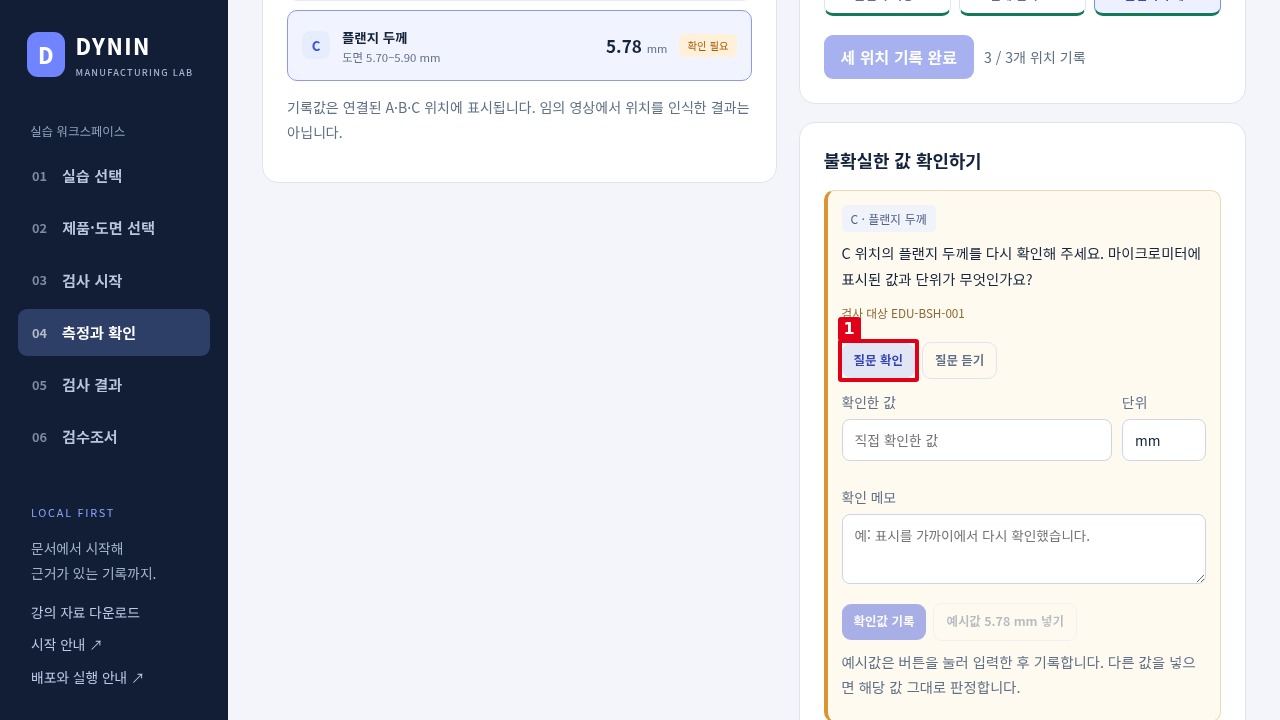 D
DYNIN
MANUFACTURING LAB
실습 워크스페이스
01 실습 선택
02 제품·도면 선택
03 검사 시작
04 측정과 확인
05 검사 결과
06 검수조서
LOCAL FIRST
문서에서 시작해
근거가 있는 기록까지.
강의 자료 다운로드
시작 안내 ↗
배포와 실행 안내 ↗
C
플랜지 두께
도면 5.70–5.90 mm
5.78 mm
확인 필요
기록값은 연결된 A·B·C 위치에 표시됩니다. 임의 영상에서 위치를 인식한 결과는
아닙니다.
세 위치 기록 완료
3 / 3개 위치 기록
불확실한 값 확인하기
C · 플랜지 두께
C 위치의 플랜지 두께를 다시 확인해 주세요. 마이크로미터에
표시된 값과 단위가 무엇인가요?
검사 대상 EDU-BSH-001
1
질문 확인
질문 듣기
확인한 값
단위
직접 확인한 값
mm
확인 메모
예: 표시를 가까이에서 다시 확인했습니다.
확인값 기록
예시값 5.78 mm 넣기
예시값은 버튼을 눌러 입력한 후 기록합니다. 다른 값을 넣으
면 해당 값 그대로 판정합니다.